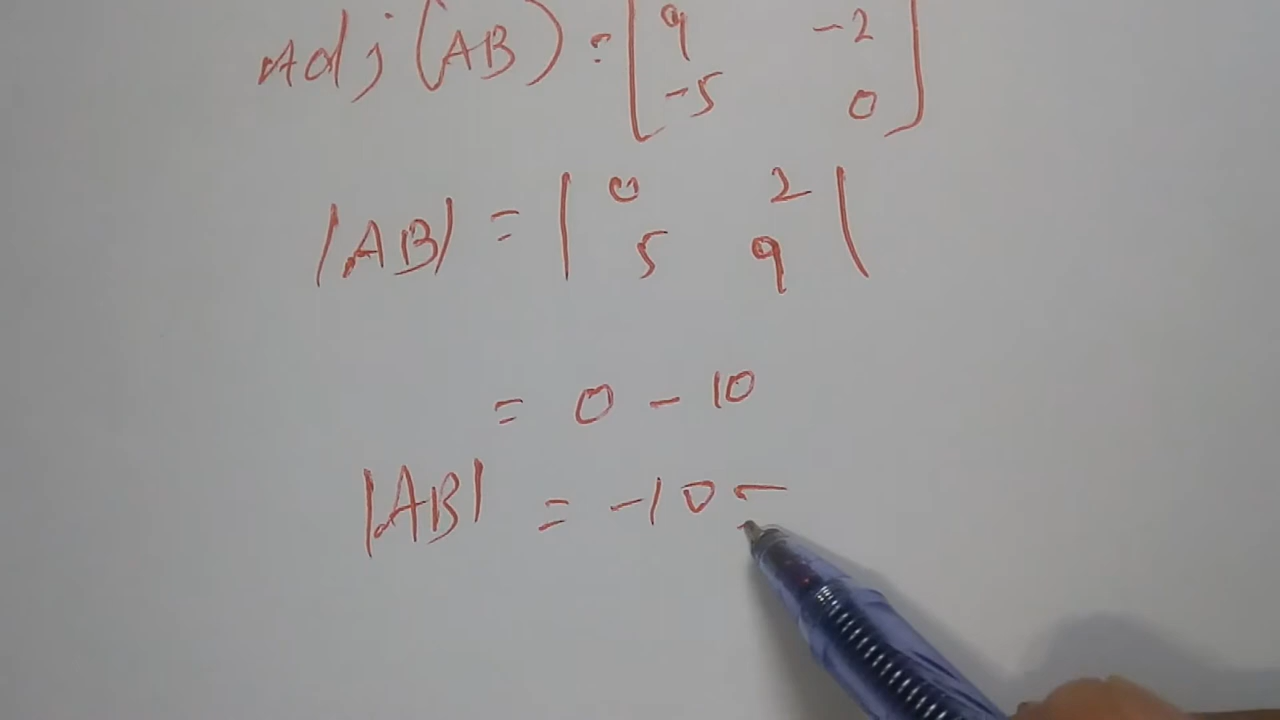 Adj(AB) = [9 -2
-5 0]
|AB| = |0 2
5 9|
= 0 - 10
|AB| = -10